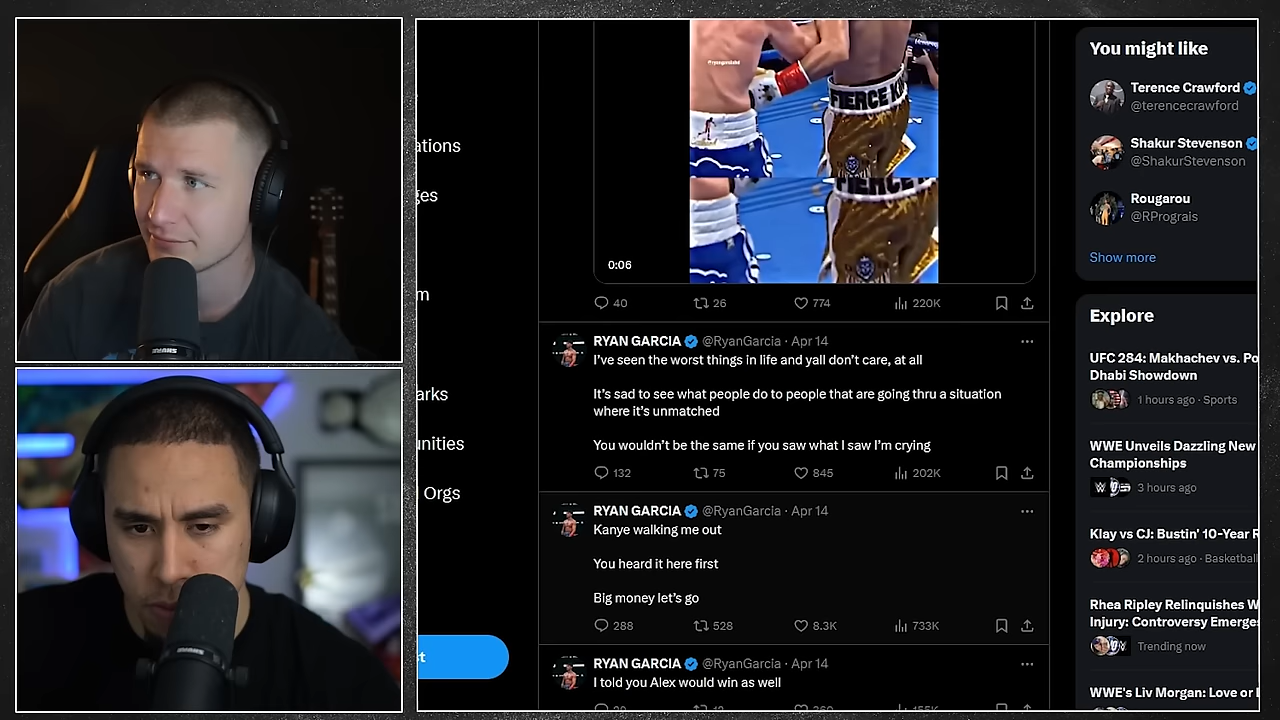 ations
ges
m
arks
unities
Orgs
t
@ryangarciafnf
FIERCE
FIERCE
0:06
40
26
774
220K
RYAN GARCIA @RyanGarcia · Apr 14
I've seen the worst things in life and yall don't care, at all
It's sad to see what people do to people that are going thru a situation
where it's unmatched
You wouldn't be the same if you saw what I saw I'm crying
132
75
845
202K
RYAN GARCIA @RyanGarcia · Apr 14
Kanye walking me out
You heard it here first
Big money let's go
288
528
8.3K
733K
RYAN GARCIA @RyanGarcia · Apr 14
I told you Alex would win as well
You might like
Terence Crawford
@terencecrawford
Shakur Stevenson
@ShakurStevenson
Rougarou
@RPrograis
Show more
Explore
UFC 284: Makhachev vs. Po
Dhabi Showdown
1 hours ago · Sports
WWE Unveils Dazzling New
Championships
3 hours ago
Klay vs CJ: Bustin' 10-Year R
2 hours ago · Basketball
Rhea Ripley Relinquishes W
Injury: Controversy Emerge
Trending now
WWE's Liv Morgan: Love or